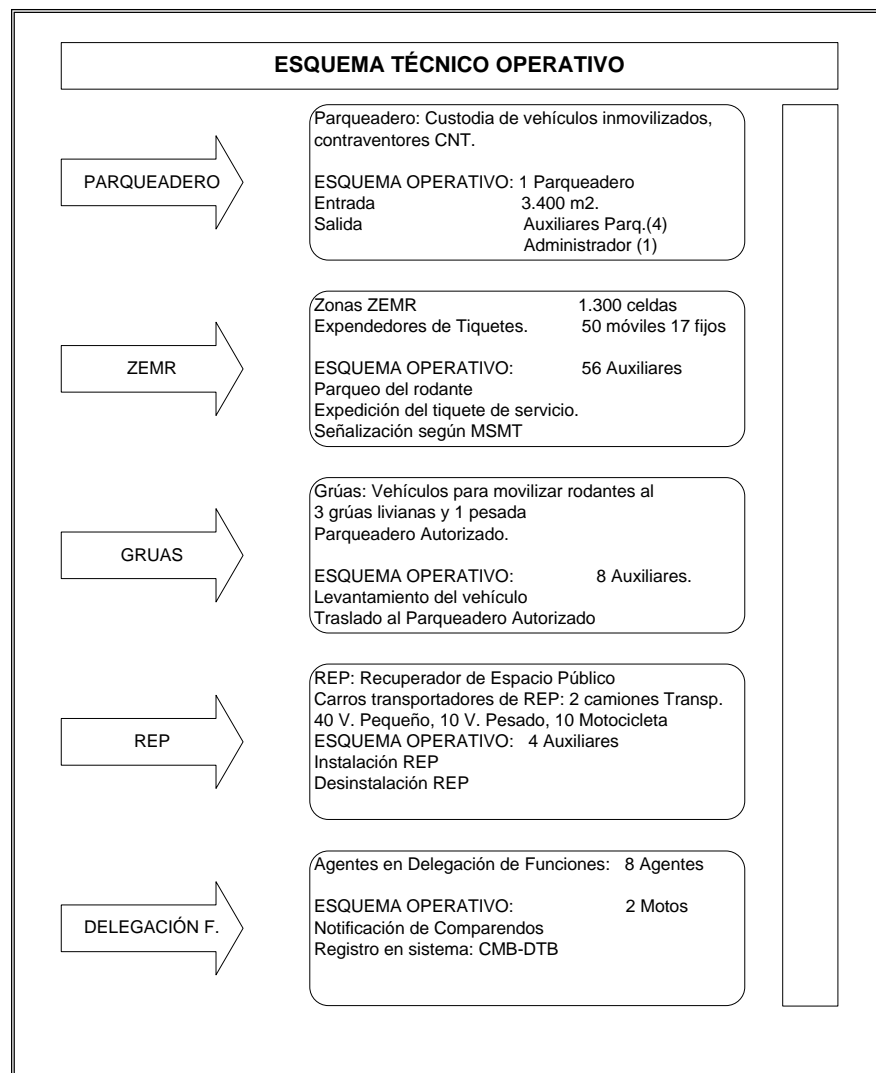 ESQUEMA TÉCNICO OPERATIVO
PARQUEADERO
Parqueadero: Custodia de vehículos inmovilizados,
contraventores CNT.
ESQUEMA OPERATIVO: 1 Parqueadero
Entrada 3.400 m2.
Salida Auxiliares Parq.(4)
Administrador (1)
ZEMR
Zonas ZEMR 1.300 celdas
Expendedores de Tiquetes. 50 móviles 17 fijos
ESQUEMA OPERATIVO: 56 Auxiliares
Parqueo del rodante
Expedición del tiquete de servicio.
Señalización según MSMT
GRUAS
Grúas: Vehículos para movilizar rodantes al
3 grúas livianas y 1 pesada
Parqueadero Autorizado.
ESQUEMA OPERATIVO: 8 Auxiliares.
Levantamiento del vehículo
Traslado al Parqueadero Autorizado
REP
REP: Recuperador de Espacio Público
Carros transportadores de REP: 2 camiones Transp.
40 V. Pequeño, 10 V. Pesado, 10 Motocicleta
ESQUEMA OPERATIVO: 4 Auxiliares
Instalación REP
Desinstalación REP
DELEGACIÓN F.
Agentes en Delegación de Funciones: 8 Agentes
ESQUEMA OPERATIVO: 2 Motos
Notificación de Comparendos
Registro en sistema: CMB-DTB